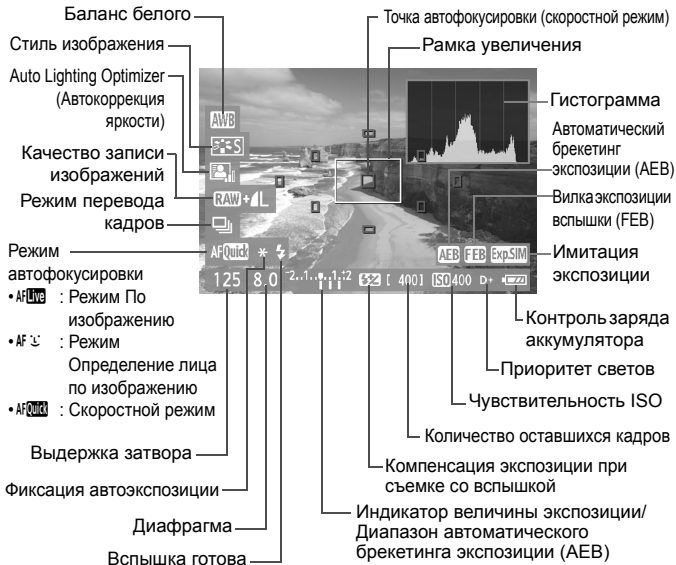 Баланс белого
Стиль изображения
Auto Lighting Optimizer
(Автокоррекция
яркости)
Качество записи
изображений
Режим перевода
кадров
Режим
автофокусировки
• AF Live : Режим По
изображению
• AF : Режим
Определение лица
по изображению
• AF Quick : Скоростной режим
Выдержка затвора
Фиксация автоэкспозиции
Диафрагма
Вспышка готова
Точка автофокусировки (скоростной режим)
Рамка увеличения
Гистограмма
Автоматический
брекетинг
экспозиции (AEB)
Вилка экспозиции
вспышки (FEB)
Имитация
экспозиции
Контроль заряда
аккумулятора
Приоритет светов
Чувствительность ISO
Количество оставшихся кадров
Компенсация экспозиции при
съемке со вспышкой
Индикатор величины экспозиции/
Диапазон автоматического
брекетинга экспозиции (AEB)
AWB
S
RAW+L
AF Quick *
AEB FEB Exp.SIM
125 8.0 -2..1..▮..1..+2 [ 400] ISO 400 D+